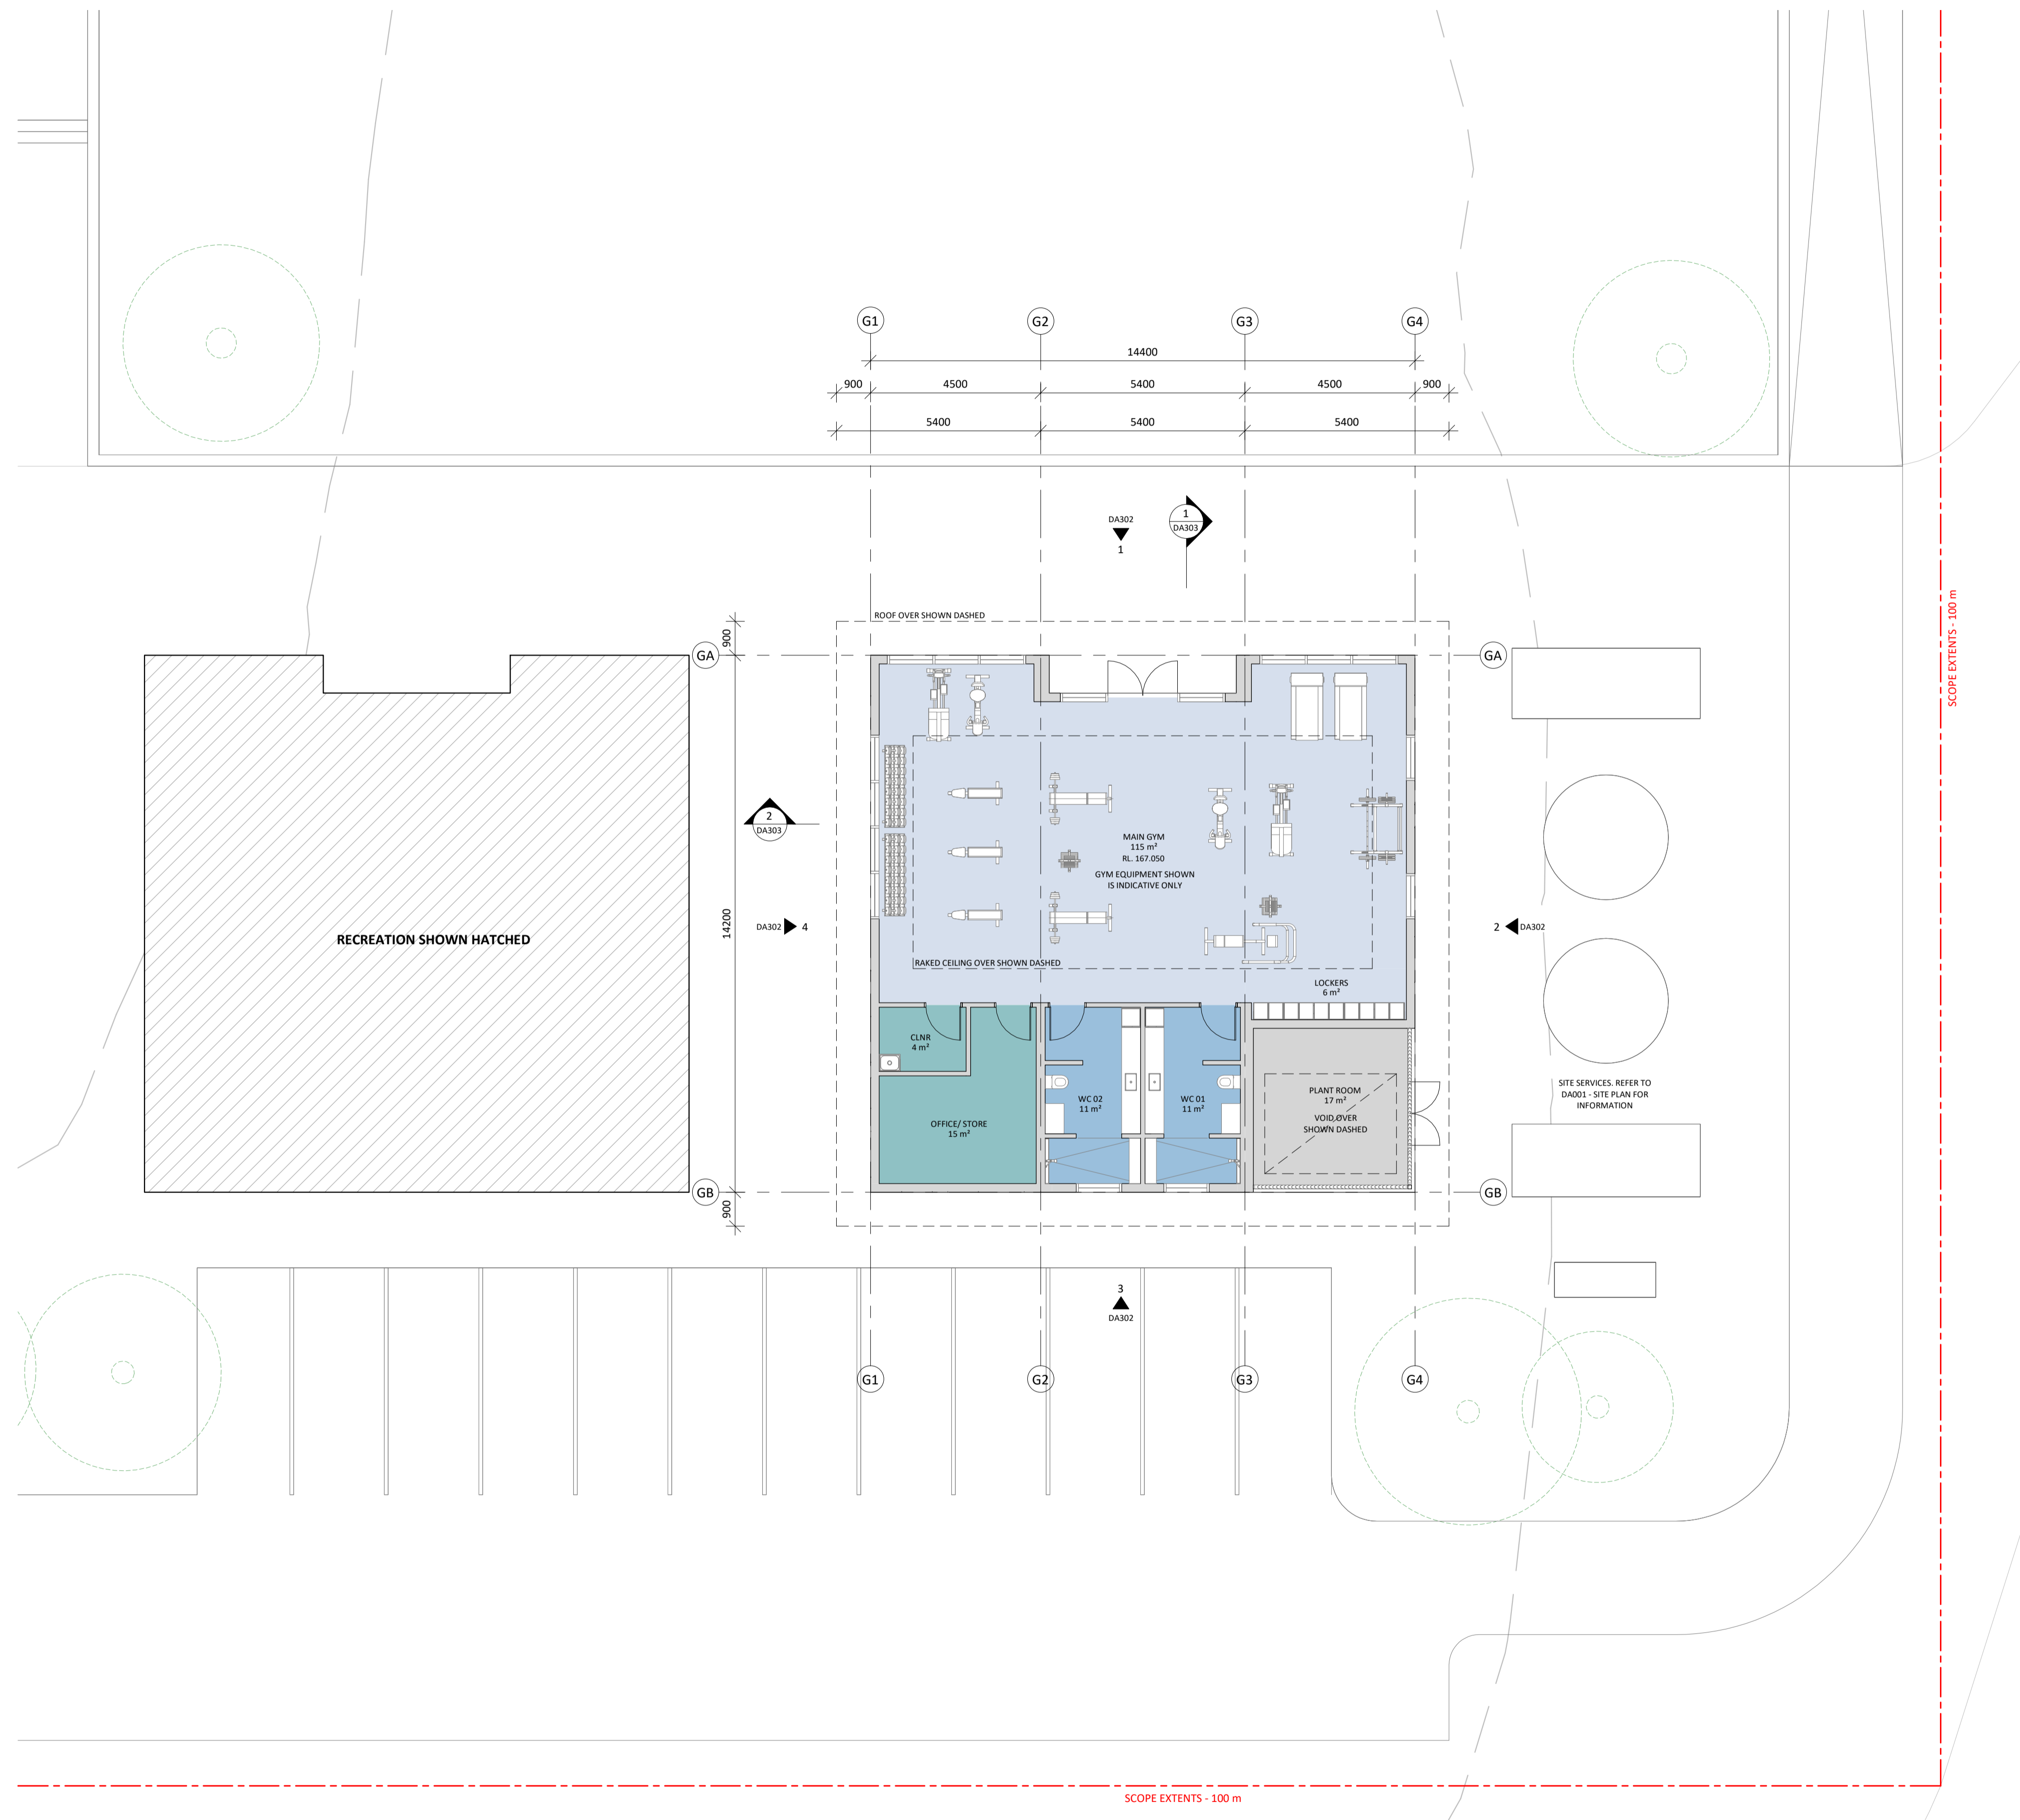 G1
G2
G3
G4
14400
900
4500
5400
4500
900
5400
5400
5400
DA302
1
1
DA303
SCOPE EXTENTS - 100 m
ROOF OVER SHOWN DASHED
900
GA
GA
2
DA303
MAIN GYM
115 m²
RL. 167.050
GYM EQUIPMENT SHOWN
IS INDICATIVE ONLY
14200
DA302
4
2
DA302
RECREATION SHOWN HATCHED
RAKED CEILING OVER SHOWN DASHED
LOCKERS
6 m²
CLNR
4 m²
SITE SERVICES. REFER TO
DA001 - SITE PLAN FOR
INFORMATION
PLANT ROOM
17 m²
VOID OVER
SHOWN DASHED
WC 02
11 m²
WC 01
11 m²
OFFICE/ STORE
15 m²
GB
GB
900
3
DA302
G1
G2
G3
G4
SCOPE EXTENTS - 100 m